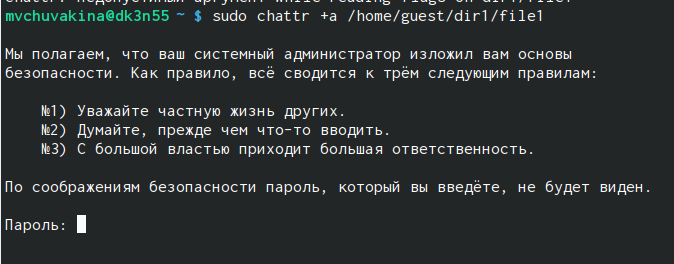 mvchuvakina@dk3n55 ~ $ sudo chattr +a /home/guest/dir1/file1
Мы полагаем, что ваш системный администратор изложил вам основы
безопасности. Как правило, всё сводится к трём следующим правилам:
№1) Уважайте частную жизнь других.
№2) Думайте, прежде чем что-то вводить.
№3) С большой властью приходит большая ответственность.
По соображениям безопасности пароль, который вы введёте, не будет виден.
Пароль: